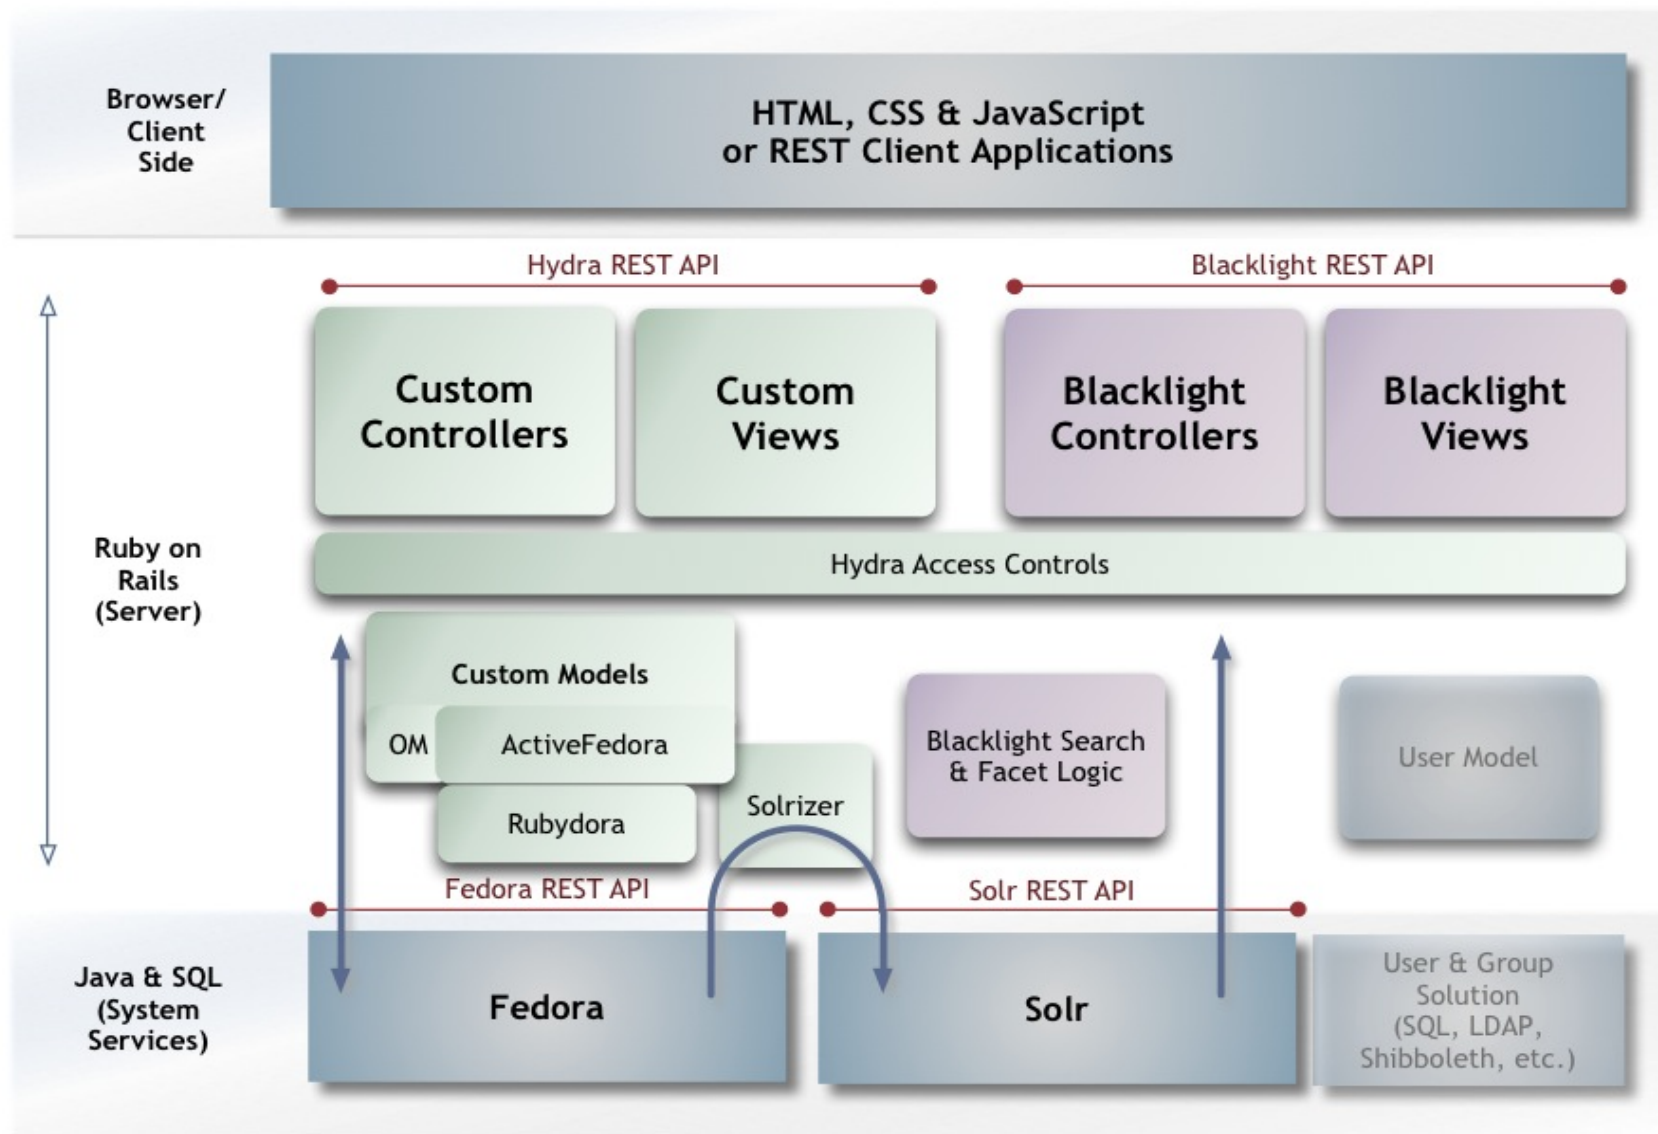 Browser/
Client
Side
HTML, CSS & JavaScript
or REST Client Applications
Hydra REST API
Blacklight REST API
Custom
Controllers
Custom
Views
Blacklight
Controllers
Blacklight
Views
Ruby on
Rails
(Server)
Hydra Access Controls
Custom Models
OM
ActiveFedora
Rubydora
Solrizer
Blacklight Search
& Facet Logic
User Model
Fedora REST API
Solr REST API
Java & SQL
(System
Services)
Fedora
Solr
User & Group
Solution
(SQL, LDAP,
Shibboleth, etc.)